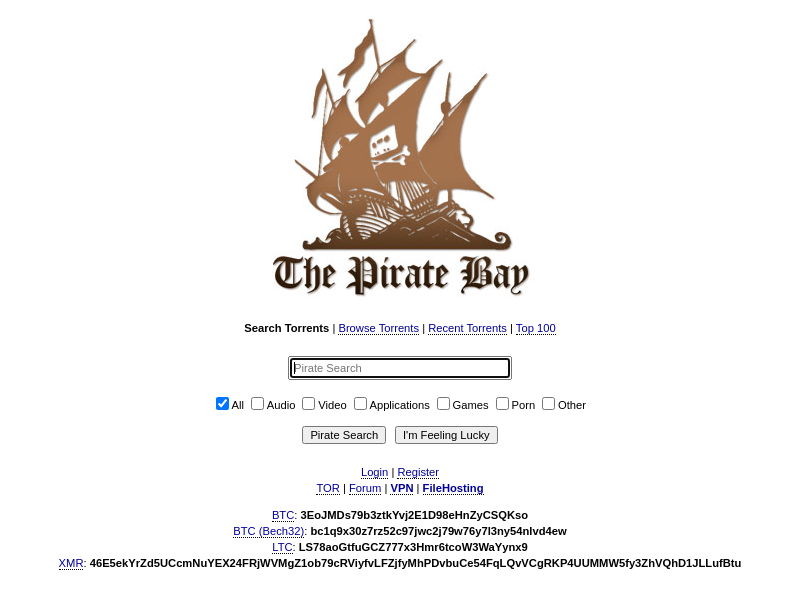 The Pirate Bay
Search Torrents | Browse Torrents | Recent Torrents | Top 100
Pirate Search
All Audio Video Applications Games Porn Other
Pirate Search I'm Feeling Lucky
Login | Register
TOR | Forum | VPN | FileHosting
BTC: 3EoJMDs79b3ztkYvj2E1D98eHnZyCSQKso
BTC (Bech32): bc1q9x30z7rz52c97jwc2j79w76y7l3ny54nlvd4ew
LTC: LS78aoGtfuGCZ777x3Hmr6tcoW3WaYynx9
XMR: 46E5ekYrZd5UCcmNuYEX24FRjWVMgZ1ob79cRViyfvLFZjfyMhPDvbuCe54FqLQvVCgRKP4UUMMW5fy3ZhVQhD1JLLufBtu